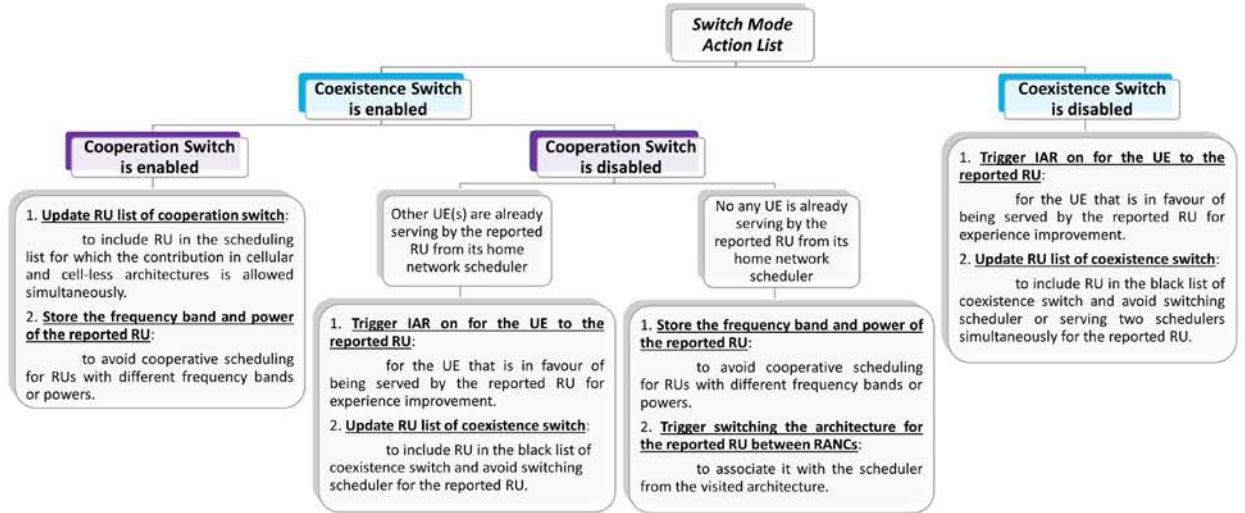 Switch Mode
Action List
Coexistence Switch
is enabled
Coexistence Switch
is disabled
Cooperation Switch
is enabled
Cooperation Switch
is disabled
1. Update RU list of cooperation switch:
to include RU in the scheduling
list for which the contribution in cellular
and cell-less architectures is allowed
simultaneously.
2. Store the frequency band and power
of the reported RU:
to avoid cooperative scheduling
for RUs with different frequency bands
or powers.
Other UE(s) are already
serving by the reported
RU from its home
network scheduler
1. Trigger IAR on for the UE to the
reported RU:
for the UE that is in favour of
being served by the reported RU for
experience improvement.
2. Update RU list of coexistence switch:
to include RU in the black list of
coexistence switch and avoid switching
scheduler for the reported RU.
No any UE is already
serving by the
reported RU from its
home network
scheduler
1. Store the frequency band and power of
the reported RU:
to avoid cooperative scheduling
for RUs with different frequency bands or
powers.
2. Trigger switching the architecture for
the reported RU between RANCs:
to associate it with the scheduler
from the visited architecture.
1. Trigger IAR on for the UE to the
reported RU:
for the UE that is in favour of
being served by the reported RU for
experience improvement.
2. Update RU list of coexistence switch:
to include RU in the black list of
coexistence switch and avoid switching
scheduler or serving two schedulers
simultaneously for the reported RU.